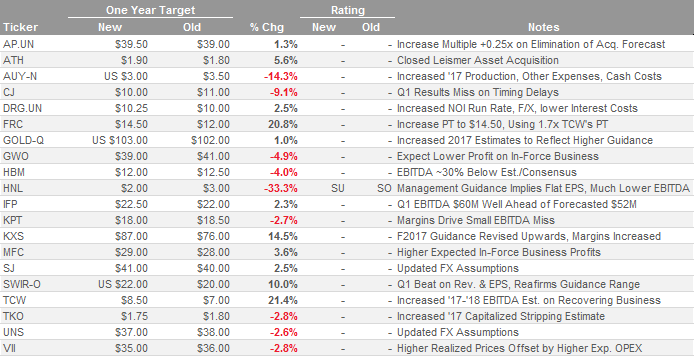 One Year Target Rating
Ticker New Old % Chg New Old Notes
AP.UN $39.50 $39.00 1.3% - - Increase Multiple +0.25x on Elimination of Acq. Forecast
ATH $1.90 $1.80 5.6% - - Closed Leismer Asset Acquisition
AUY-N US $3.00 $3.50 -14.3% - - Increased '17 Production, Other Expenses, Cash Costs
CJ $10.00 $11.00 -9.1% - - Q1 Results Miss on Timing Delays
DRG.UN $10.25 $10.00 2.5% - - Increased NOI Run Rate, F/X, lower Interest Costs
FRC $14.50 $12.00 20.8% - - Increase PT to $14.50, Using 1.7x TCW's PT
GOLD-Q US $103.00 $102.00 1.0% - - Increased 2017 Estimates to Reflect Higher Guidance
GWO $39.00 $41.00 -4.9% - - Expect Lower Profit on In-Force Business
HBM $12.00 $12.50 -4.0% - - EBITDA ~30% Below Est./Consensus
HNL $2.00 $3.00 -33.3% SU SO Management Guidance Implies Flat EPS, Much Lower EBITDA
IFP $22.50 $22.00 2.3% - - Q1 EBITDA $60M Well Ahead of Forecasted $52M
KPT $18.00 $18.50 -2.7% - - Margins Drive Small EBITDA Miss
KXS $87.00 $76.00 14.5% - - F2017 Guidance Revised Upwards, Margins Increased
MFC $29.00 $28.00 3.6% - - Higher Expected In-Force Business Profits
SJ $41.00 $40.00 2.5% - - Updated FX Assumptions
SWIR-O US $22.00 $20.00 10.0% - - Q1 Beat on Rev. & EPS, Reafirms Guidance Range
TCW $8.50 $7.00 21.4% - - Increased '17-'18 EBITDA Est. on Recovering Business
TKO $1.75 $1.80 -2.8% - - Increased '17 Capitalized Stripping Estimate
UNS $37.00 $38.00 -2.6% - - Updated FX Assumptions
VII $35.00 $36.00 -2.8% - - Higher Realized Prices Offset by Higher Exp. OPEX